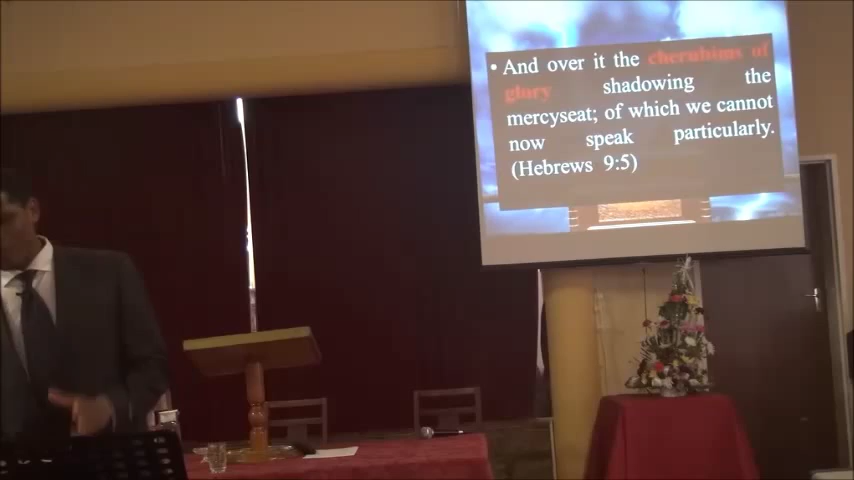 • And over it the cherubims of
glory shadowing the
mercyseat; of which we cannot
now speak particularly.
(Hebrews 9:5)